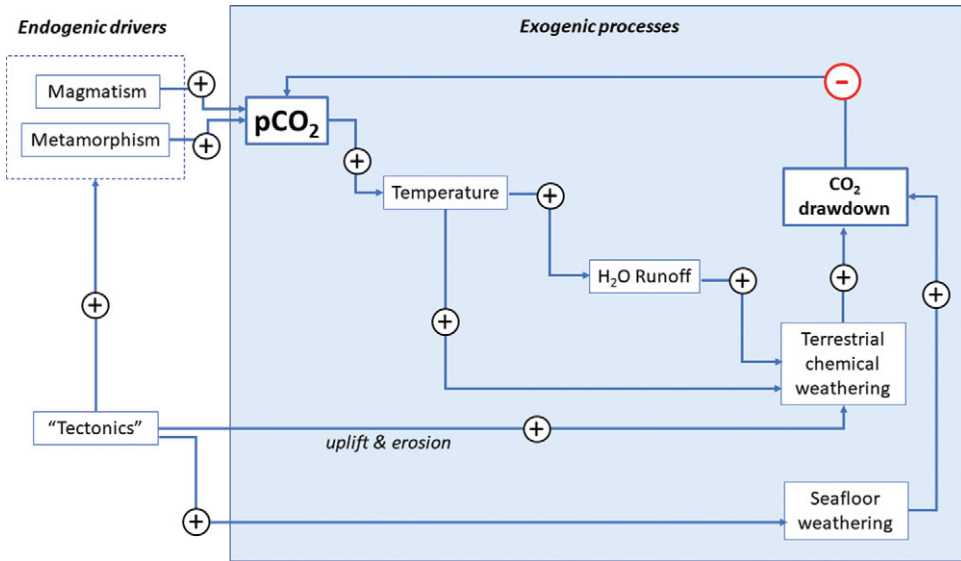 Endogenic drivers
Exogenic processes
Magmatism
+
−
pCO₂
Metamorphism
+
+
Temperature
+
CO₂
drawdown
H₂O Runoff
+
+
+
+
+
Terrestrial
chemical
weathering
"Tectonics"
+
uplift & erosion
Seafloor
weathering
+